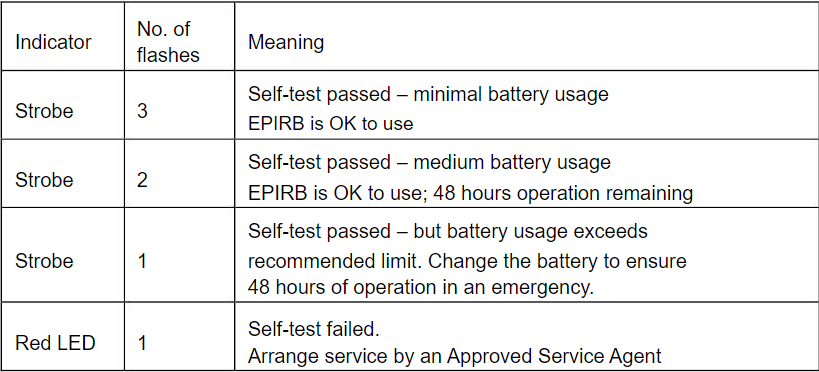 Indicator No. of flashes Meaning
Strobe 3 Self-test passed – minimal battery usage
EPIRB is OK to use
Strobe 2 Self-test passed – medium battery usage
EPIRB is OK to use; 48 hours operation remaining
Strobe 1 Self-test passed – but battery usage exceeds
recommended limit. Change the battery to ensure
48 hours of operation in an emergency.
Red LED 1 Self-test failed.
Arrange service by an Approved Service Agent